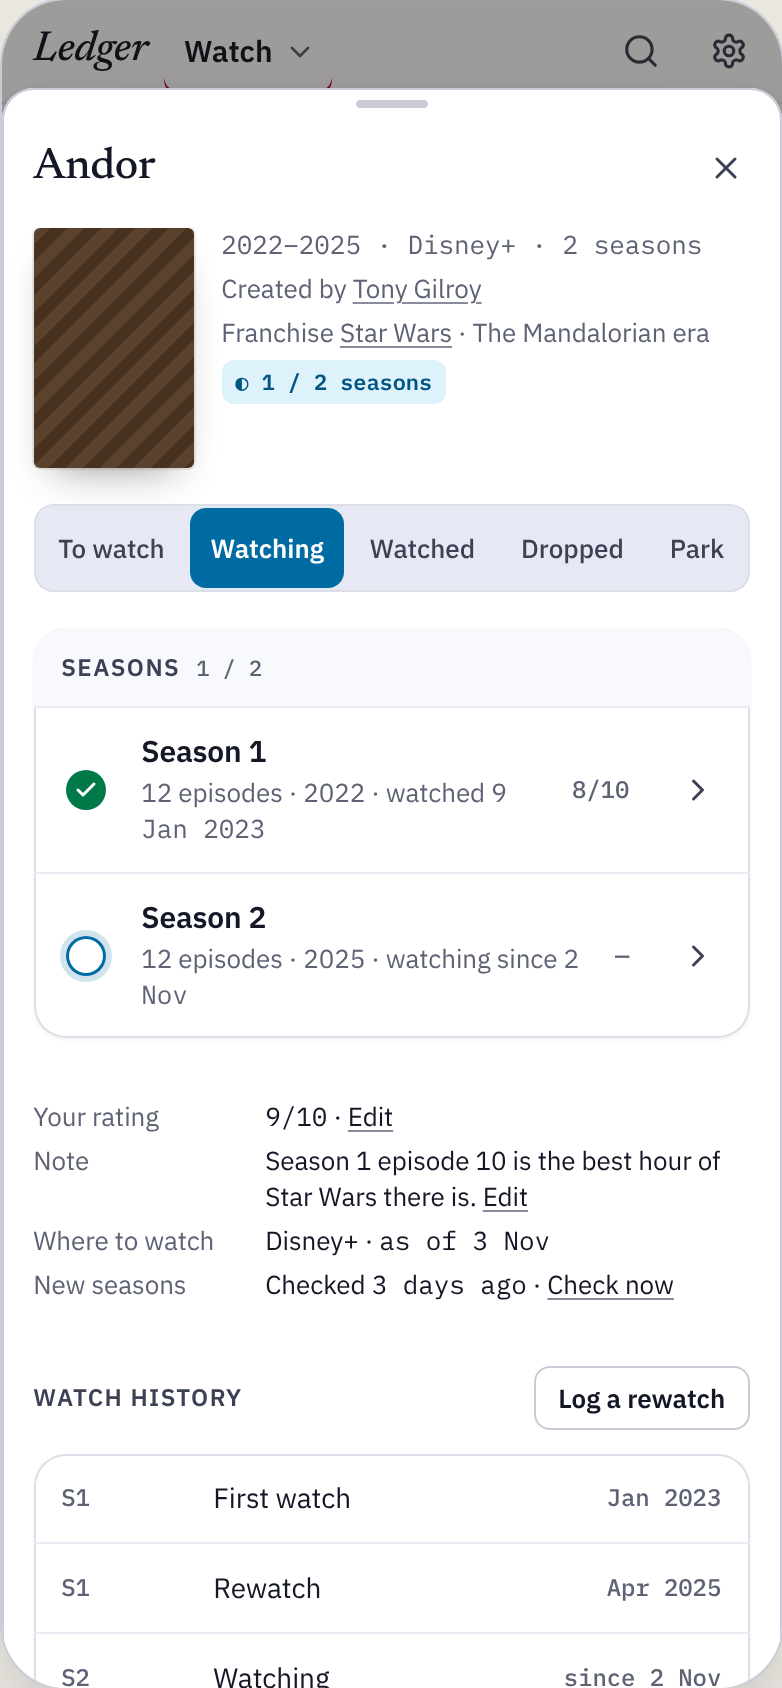 Ledger Watch
Andor
2022–2025 · Disney+ · 2 seasons
Created by Tony Gilroy
Franchise Star Wars · The Mandalorian era
1 / 2 seasons
To watch Watching Watched Dropped Park
SEASONS 1 / 2
Season 1
12 episodes · 2022 · watched 9
Jan 2023
8/10
Season 2
12 episodes · 2025 · watching since 2
Nov
–
Your rating 9/10 · Edit
Note Season 1 episode 10 is the best hour of
Star Wars there is. Edit
Where to watch Disney+ · as of 3 Nov
New seasons Checked 3 days ago · Check now
WATCH HISTORY Log a rewatch
S1 First watch Jan 2023
S1 Rewatch Apr 2025
S2 Watching since 2 Nov